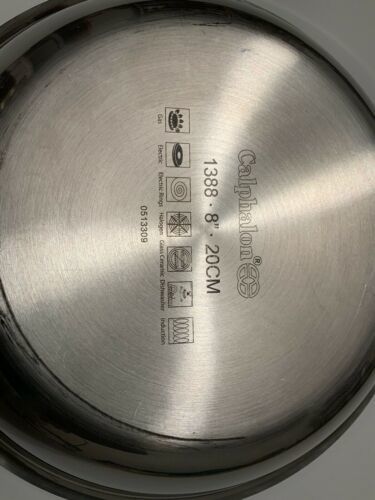 Calphalon®
1388 · 8" · 20CM
Gas Electric Electric Rings Halogen Glass Ceramic Dishwasher Induction
0513309